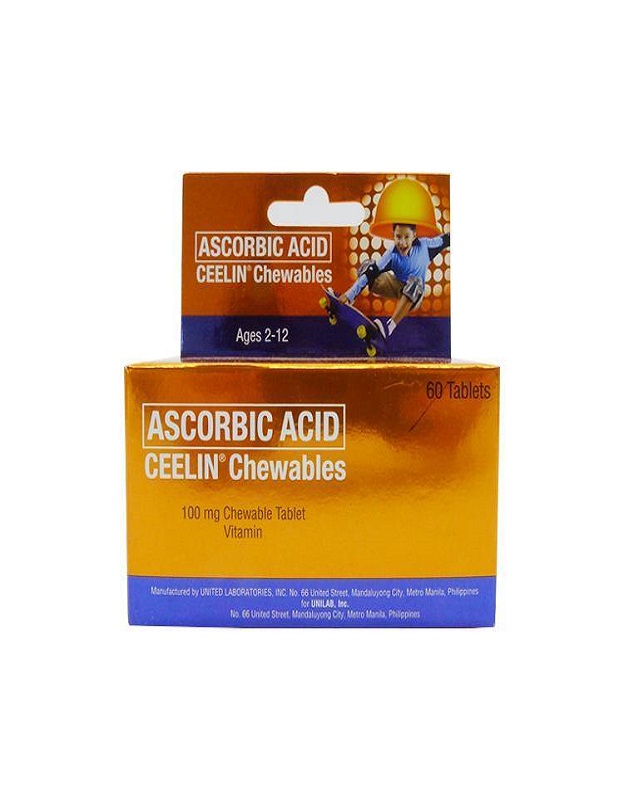 ASCORBIC ACID
CEELIN® Chewables
Ages 2-12
60 Tablets
ASCORBIC ACID
CEELIN® Chewables
100 mg Chewable Tablet
Vitamin
Manufactured by UNITED LABORATORIES, INC. No. 66 United Street, Mandaluyong City, Metro Manila, Philippines
for UNILAB, Inc.
No. 66 United Street, Mandaluyong City, Metro Manila, Philippines